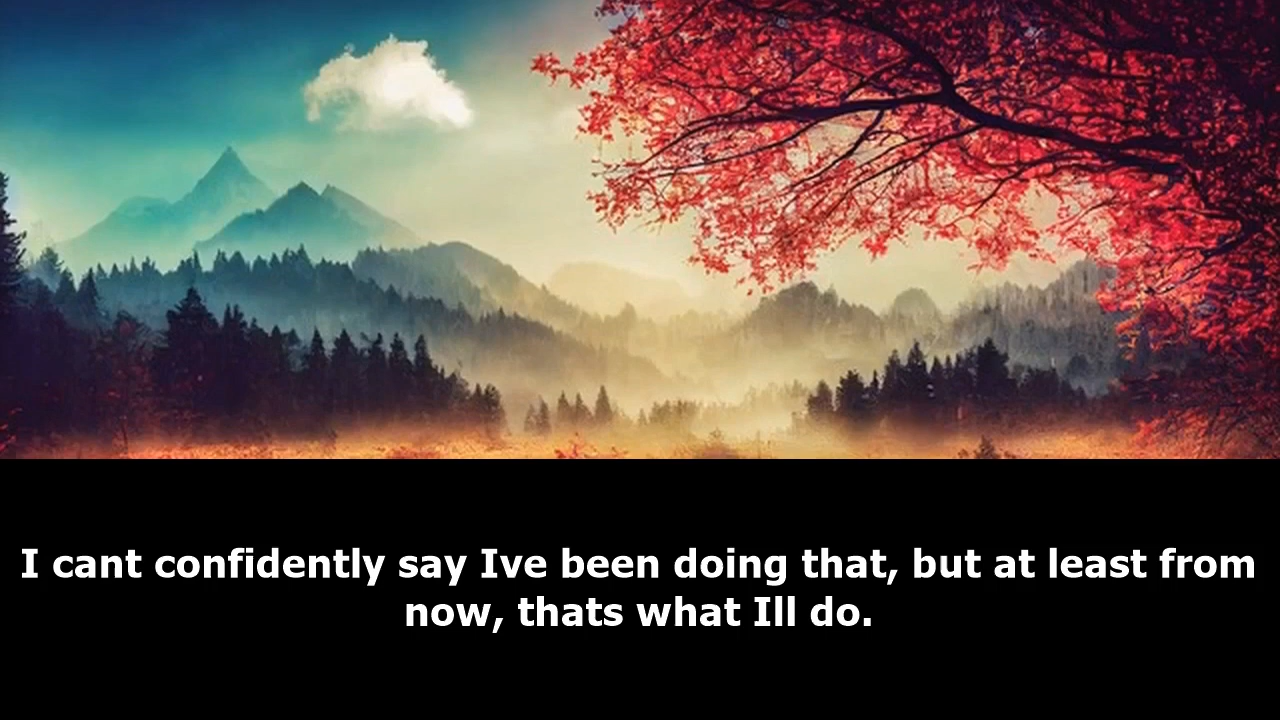 I cant confidently say Ive been doing that, but at least from
now, thats what Ill do.